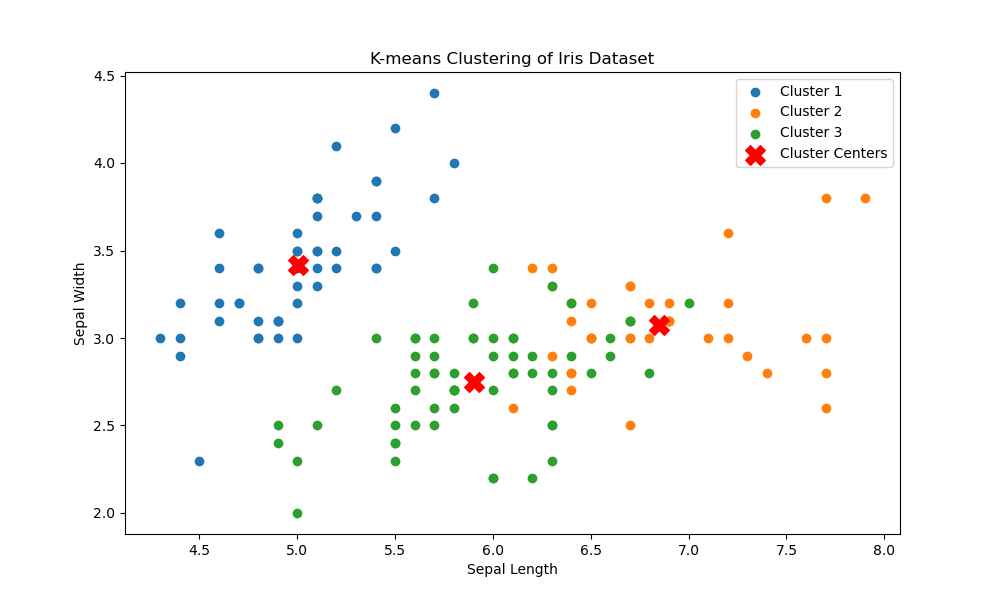 K-means Clustering of Iris Dataset
4.5
4.0
3.5
3.0
2.5
2.0
Sepal Width
Cluster 1
Cluster 2
Cluster 3
Cluster Centers
4.5 5.0 5.5 6.0 6.5 7.0 7.5 8.0
Sepal Length